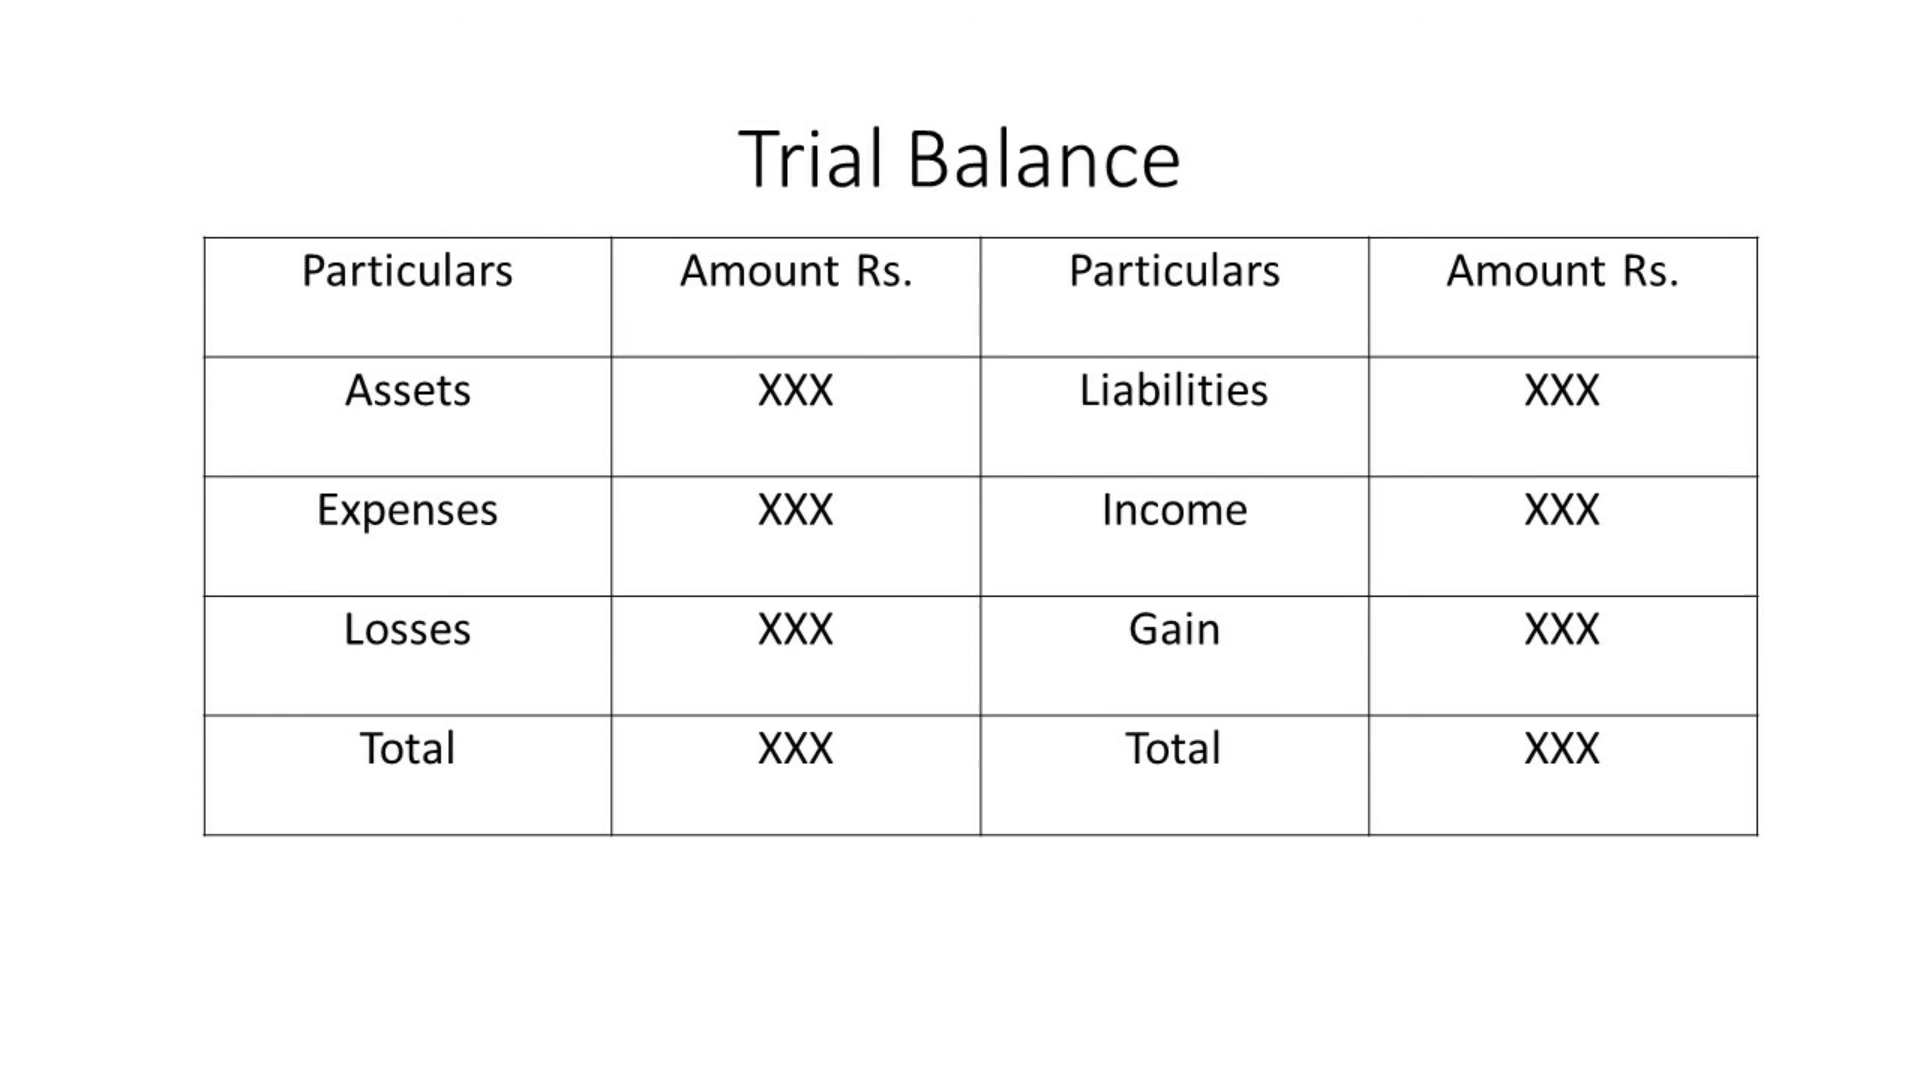 Trial Balance
Particulars Amount Rs. Particulars Amount Rs.
Assets XXX Liabilities XXX
Expenses XXX Income XXX
Losses XXX Gain XXX
Total XXX Total XXX